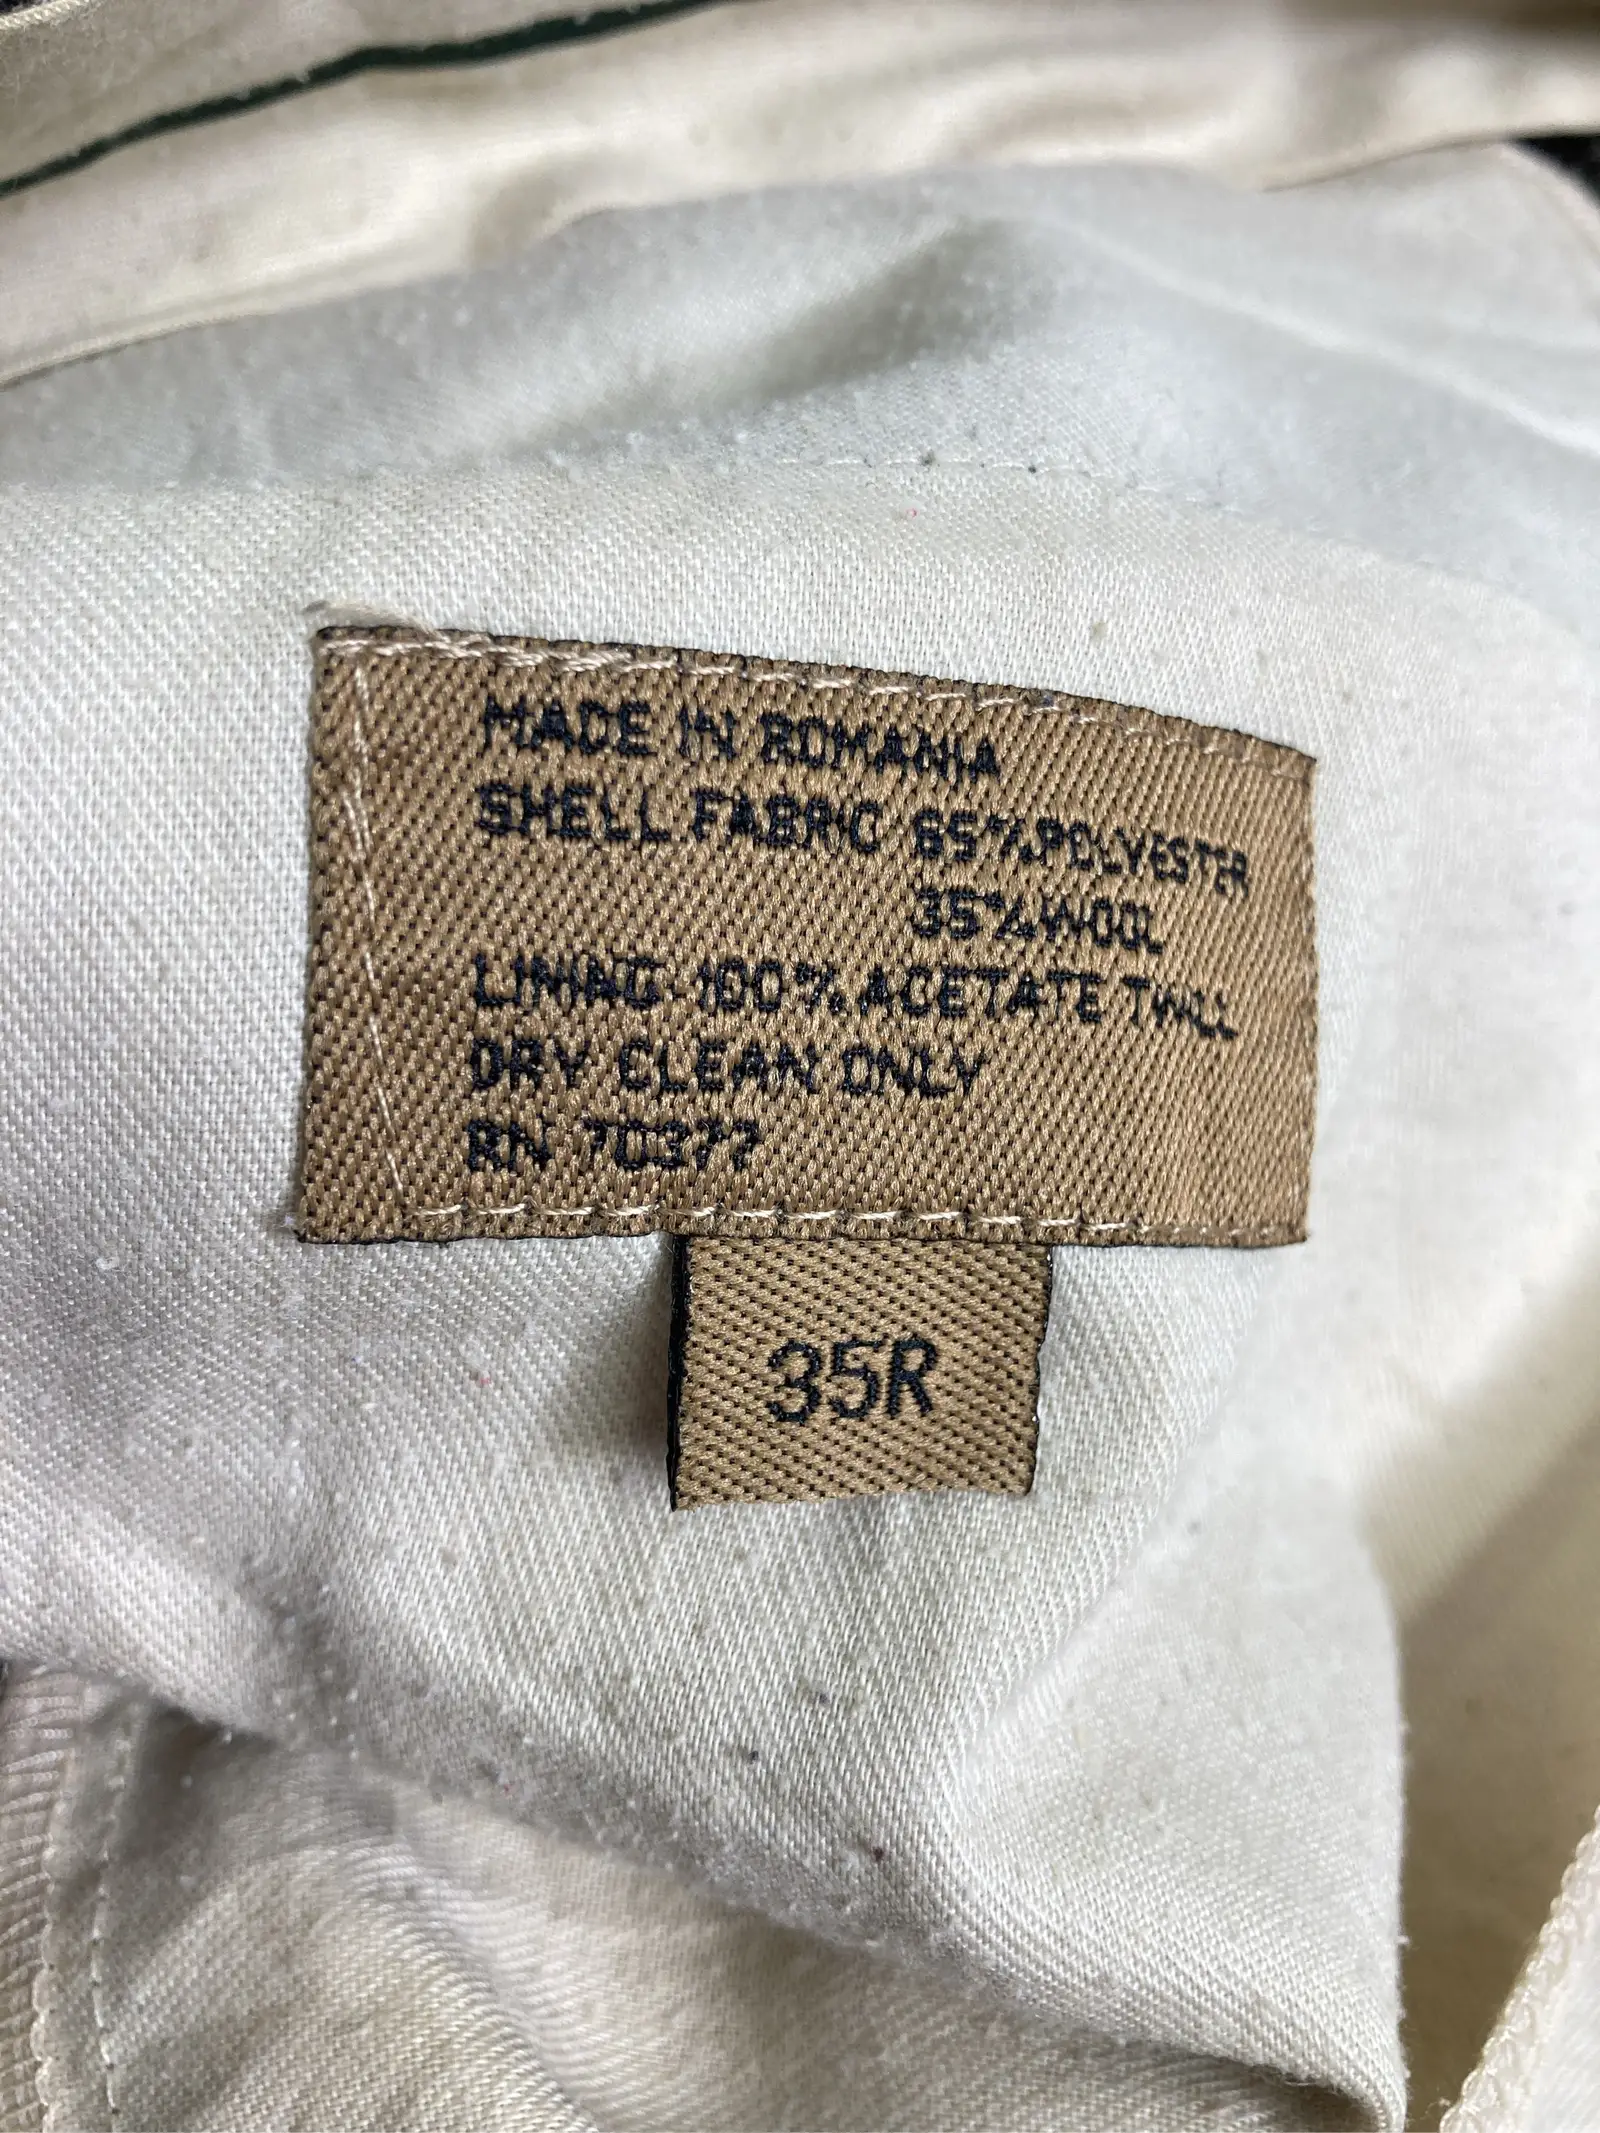 MADE IN ROMANIA
SHELL FABRIC 65% POLYESTER
35% WOOL
LINING-100% ACETATE TWILL
DRY CLEAN ONLY
RN 70377
35R